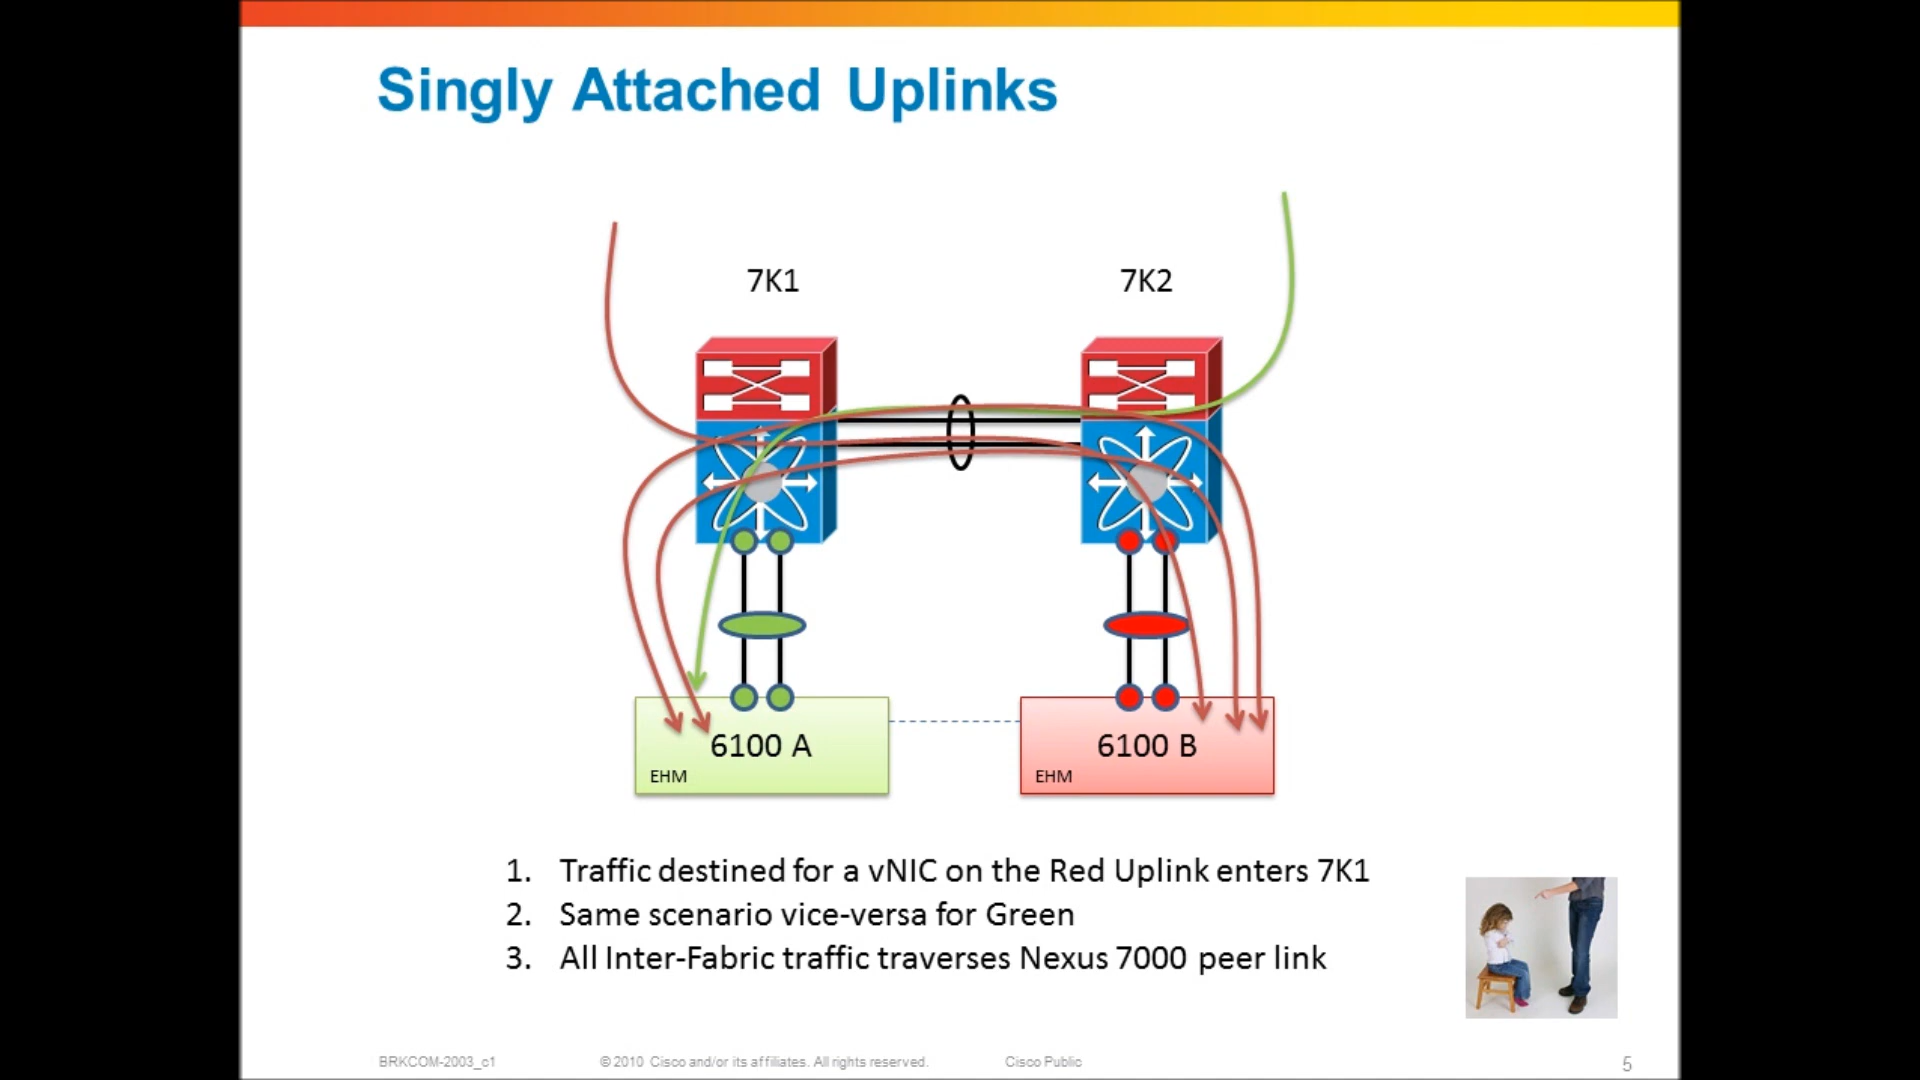 Singly Attached Uplinks
7K1
7K2
6100 A
EHM
6100 B
EHM
1. Traffic destined for a vNIC on the Red Uplink enters 7K1
2. Same scenario vice-versa for Green
3. All Inter-Fabric traffic traverses Nexus 7000 peer link
BRKCOM-2003_c1
© 2010 Cisco and/or its affiliates. All rights reserved.
Cisco Public
5